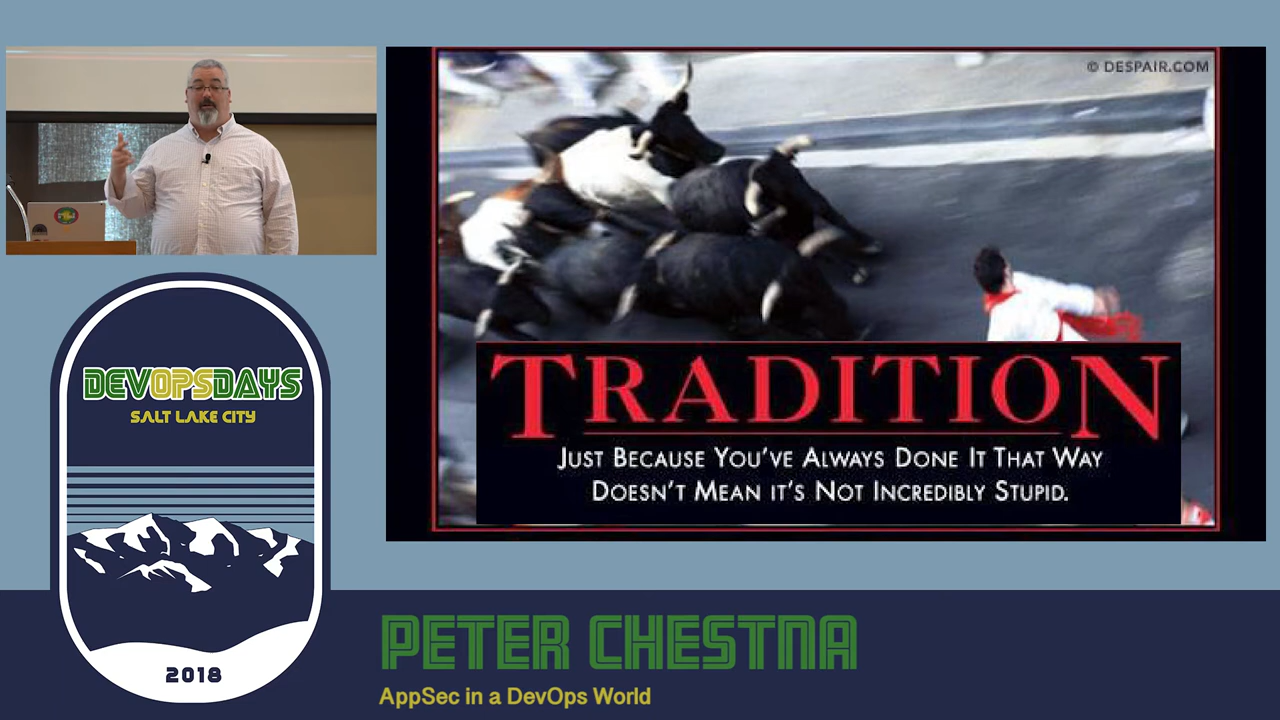 © DESPAIR.COM
TRADITION
JUST BECAUSE YOU'VE ALWAYS DONE IT THAT WAY
DOESN'T MEAN IT'S NOT INCREDIBLY STUPID.
DEVOPSDAYS
SALT LAKE CITY
2018
PETER CHESTNA
AppSec in a DevOps World